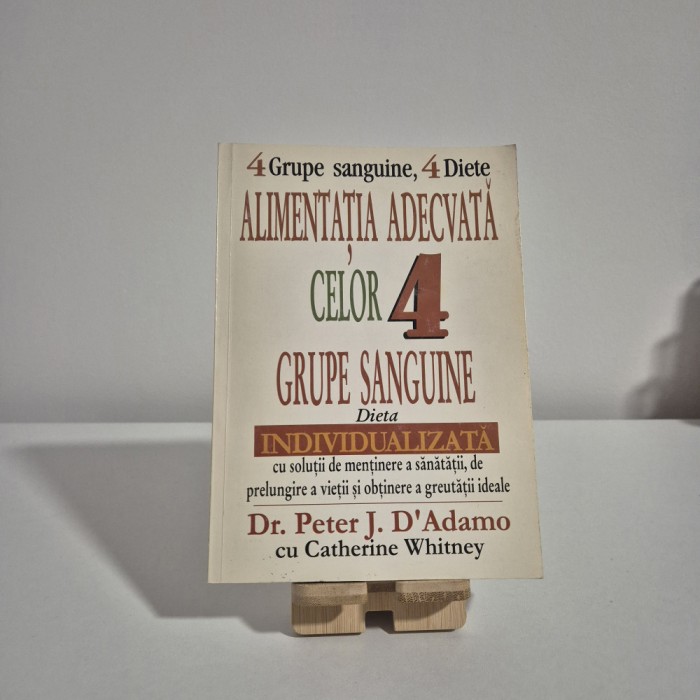 4 Grupe sanguine, 4 Diete
ALIMENTAȚIA ADECVATĂ
CELOR 4
GRUPE SANGUINE
Dieta
INDIVIDUALIZATĂ
cu soluții de menținere a sănătății, de
prelungire a vieții și obținere a greutății ideale
Dr. Peter J. D'Adamo
cu Catherine Whitney